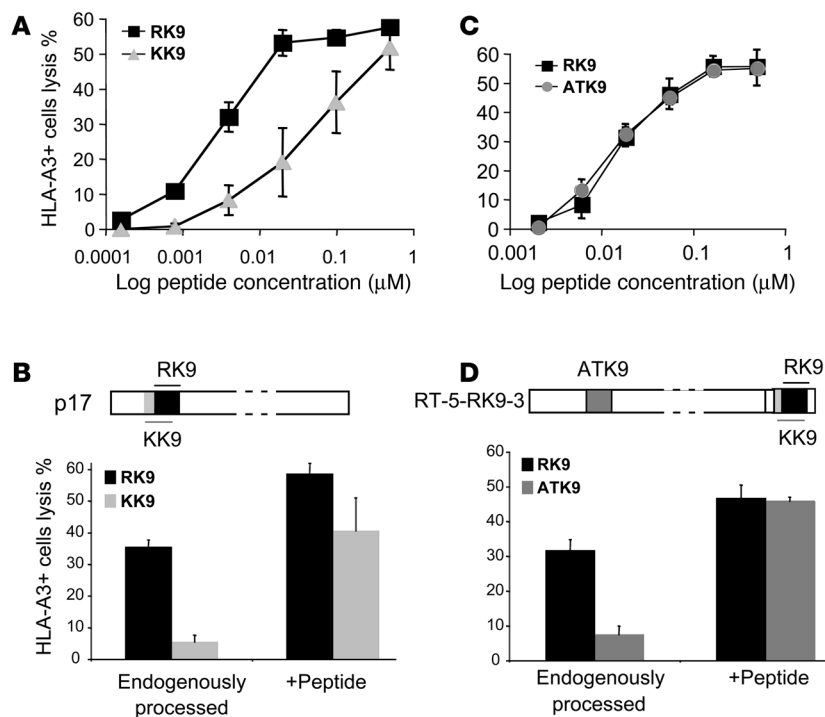 A
RK9
KK9
HLA-A3+ cells lysis %
60
50
40
30
20
10
0
0.0001
0.001
0.01
0.1
1
Log peptide concentration (μM)
C
RK9
ATK9
60
50
40
30
20
10
0
0.001
0.01
0.1
1
Log peptide concentration (μM)
B
RK9
p17
KK9
RK9
KK9
HLA-A3+ cells lysis %
60
50
40
30
20
10
0
Endogenously
processed
+Peptide
D
ATK9
RK9
RT-5-RK9-3
KK9
RK9
ATK9
60
50
40
30
20
10
0
Endogenously
processed
+Peptide